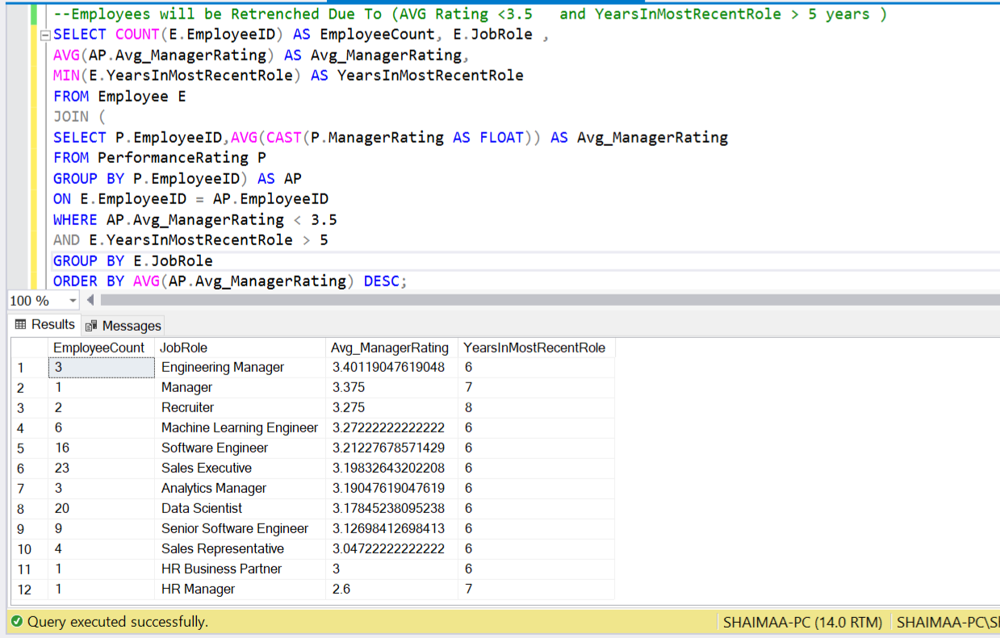 --Employees will be Retrenched Due To (AVG Rating <3.5   and YearsInMostRecentRole > 5 years )
SELECT COUNT(E.EmployeeID) AS EmployeeCount, E.JobRole ,
AVG(AP.Avg_ManagerRating) AS Avg_ManagerRating,
MIN(E.YearsInMostRecentRole) AS YearsInMostRecentRole
FROM Employee E
JOIN (
SELECT P.EmployeeID,AVG(CAST(P.ManagerRating AS FLOAT)) AS Avg_ManagerRating
FROM PerformanceRating P
GROUP BY P.EmployeeID) AS AP
ON E.EmployeeID = AP.EmployeeID
WHERE AP.Avg_ManagerRating < 3.5
AND E.YearsInMostRecentRole > 5
GROUP BY E.JobRole
ORDER BY AVG(AP.Avg_ManagerRating) DESC;
100 %
Results Messages
EmployeeCount JobRole Avg_ManagerRating YearsInMostRecentRole
1 3 Engineering Manager 3.40119047619048 6
2 1 Manager 3.375 7
3 2 Recruiter 3.275 8
4 6 Machine Learning Engineer 3.27222222222222 6
5 16 Software Engineer 3.21227678571429 6
6 23 Sales Executive 3.19832643202208 6
7 3 Analytics Manager 3.19047619047619 6
8 20 Data Scientist 3.17845238095238 6
9 9 Senior Software Engineer 3.12698412698413 6
10 4 Sales Representative 3.04722222222222 6
11 1 HR Business Partner 3 6
12 1 HR Manager 2.6 7
Query executed successfully. SHAIMAA-PC (14.0 RTM) SHAIMAA-PC\S